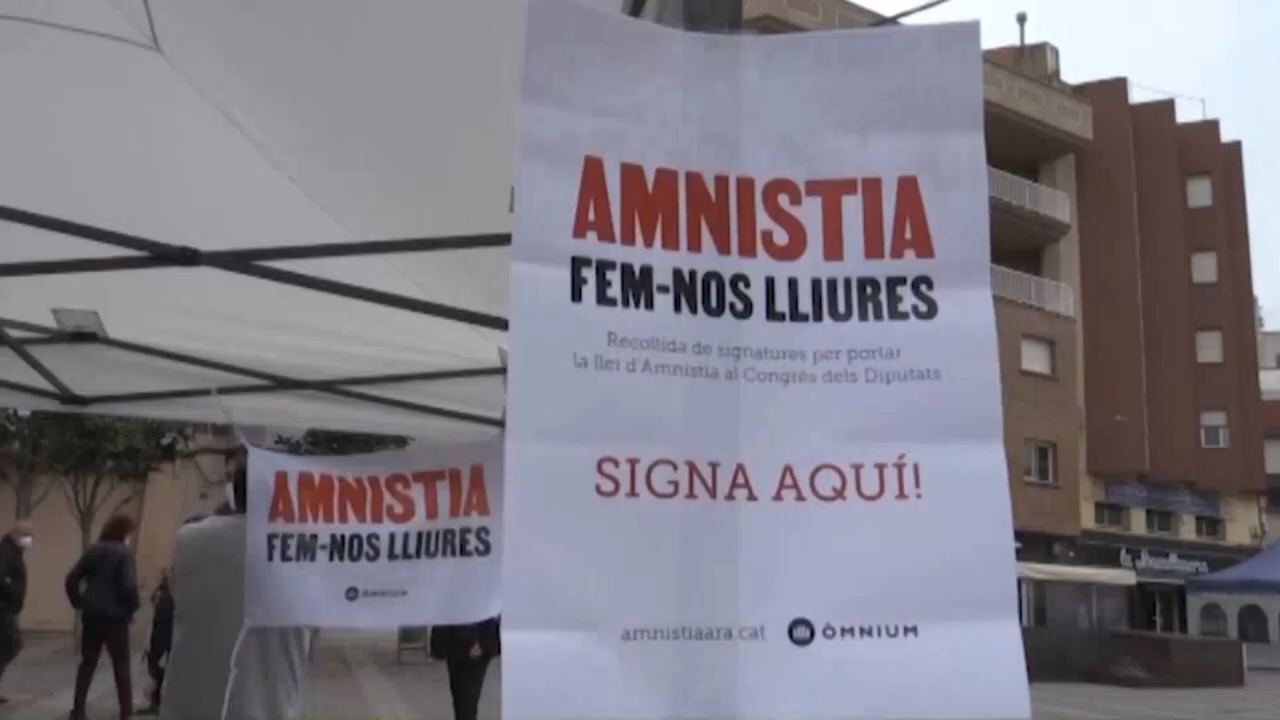 AMNISTIA
FEM-NOS LLIURES
Recollida de signatures per portar
la llei d'Amnistia al Congrés dels Diputats
SIGNA AQUÍ!
amnistiaara.cat ÒMNIUM
AMNISTIA
FEM-NOS LLIURES
ÒMNIUM